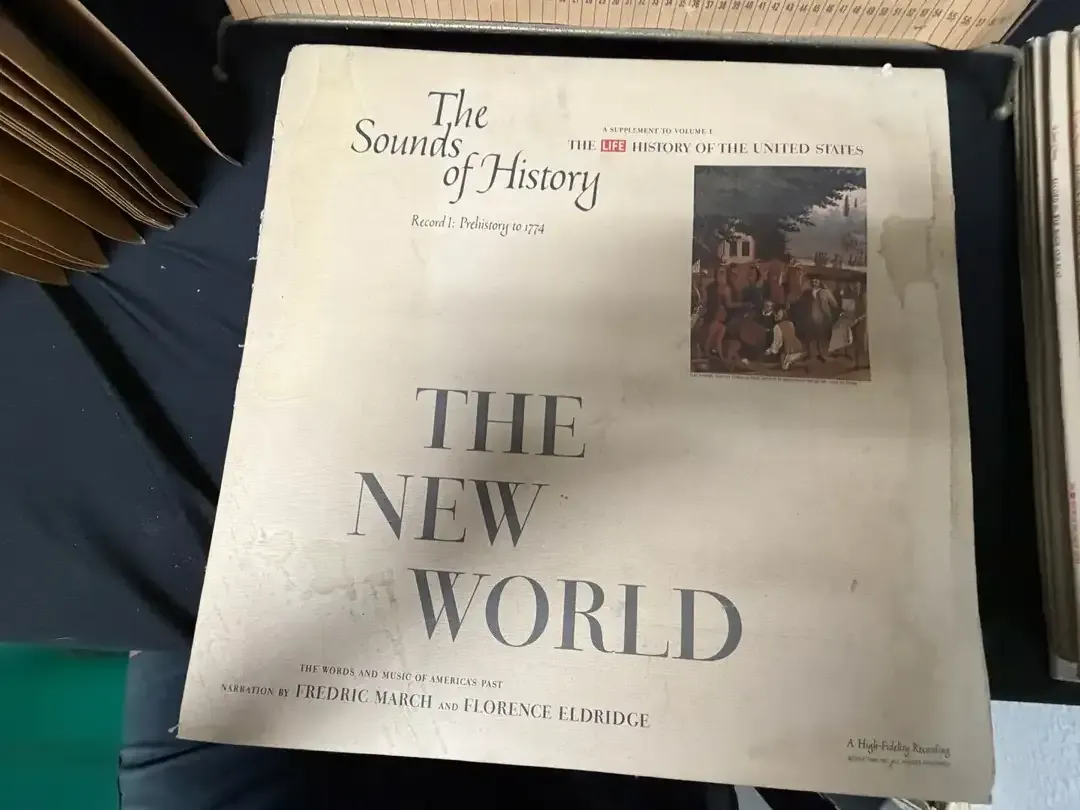 The
Sounds
of History
Record 1: Prehistory to 1774
A SUPPLEMENT TO VOLUME 1
THE LIFE HISTORY OF THE UNITED STATES
THE
NEW
WORLD
THE WORDS AND MUSIC OF AMERICA'S PAST
NARRATION BY FREDRIC MARCH AND FLORENCE ELDRIDGE
A High-Fidelity Recording